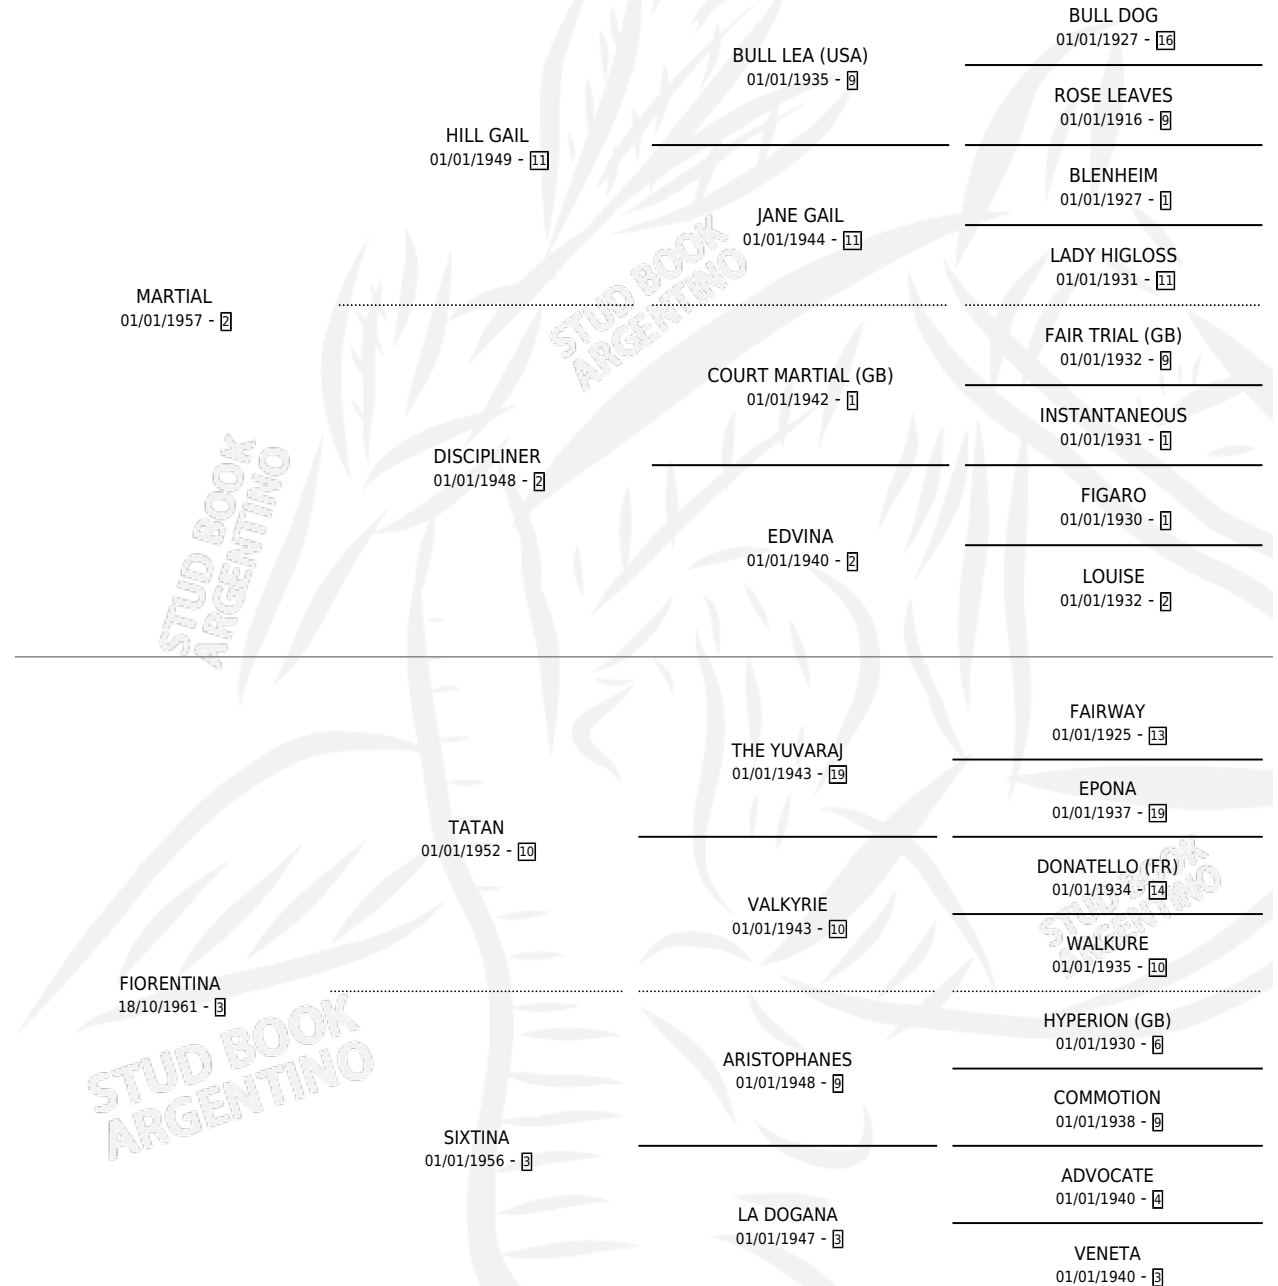 BULL DOG
01/01/1927 - 16
BULL LEA (USA)
01/01/1935 - 9
ROSE LEAVES
01/01/1916 - 9
HILL GAIL
01/01/1949 - 11
BLENHEIM
01/01/1927 - 1
JANE GAIL
01/01/1944 - 11
LADY HIGLOSS
01/01/1931 - 11
MARTIAL
01/01/1957 - 2
STUD BOOK
ARGENTINO
FAIR TRIAL (GB)
01/01/1932 - 9
COURT MARTIAL (GB)
01/01/1942 - 1
INSTANTANEOUS
01/01/1931 - 1
DISCIPLINER
01/01/1948 - 2
FIGARO
01/01/1930 - 1
EDVINA
01/01/1940 - 2
LOUISE
01/01/1932 - 2
STUD BOOK
ARGENTINO
FAIRWAY
01/01/1925 - 13
THE YUVARAJ
01/01/1943 - 19
EPONA
01/01/1937 - 19
TATAN
01/01/1952 - 10
DONATELLO (FR)
01/01/1934 - 14
VALKYRIE
01/01/1943 - 10
WALKURE
01/01/1935 - 10
STUD BOOK
ARGENTINO
FIORENTINA
18/10/1961 - 3
HYPERION (GB)
01/01/1930 - 6
ARISTOPHANES
01/01/1948 - 9
COMMOTION
01/01/1938 - 9
STUD BOOK
ARGENTINO
SIXTINA
01/01/1956 - 3
ADVOCATE
01/01/1940 - 4
LA DOGANA
01/01/1947 - 3
VENETA
01/01/1940 - 3